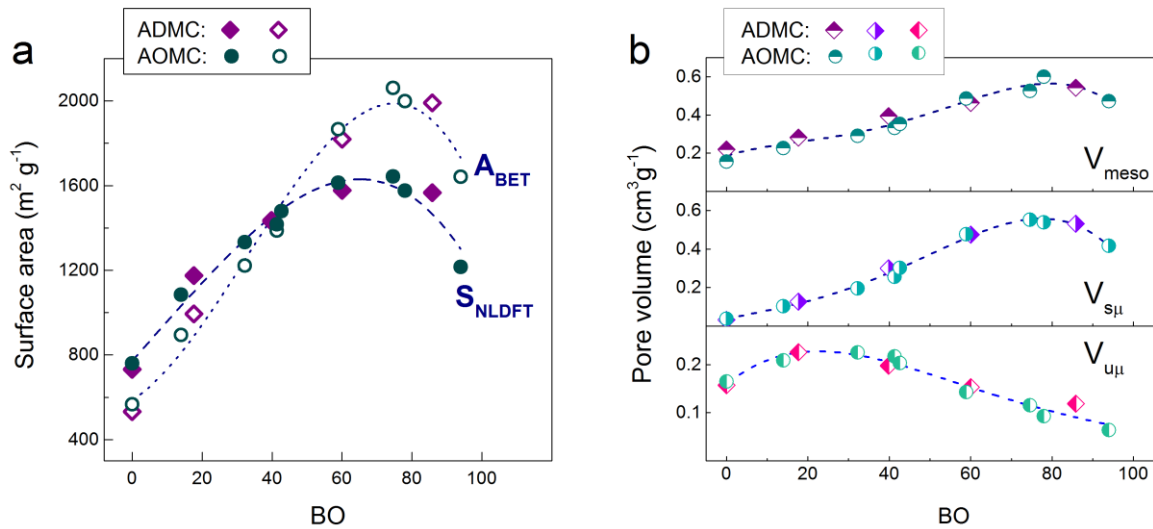 a
ADMC:
AOMC:
Surface area (m² g⁻¹)
2000
1600
1200
800
400
A_BET
S_NLDFT
0 20 40 60 80 100
BO
b
ADMC:
AOMC:
Pore volume (cm³g⁻¹)
0.6
0.4
0.2
V_meso
0.6
0.4
0.2
V_sμ
0.2
0.1
V_uμ
0 20 40 60 80 100
BO